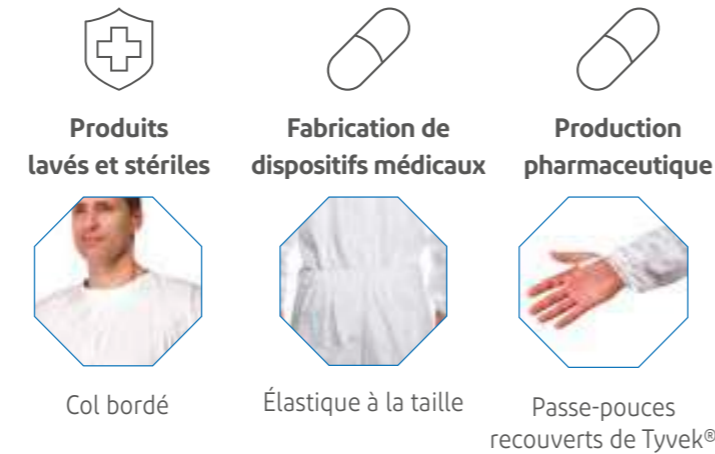 Produits
lavés et stériles
Fabrication de
dispositifs médicaux
Production
pharmaceutique
Col bordé
Élastique à la taille
Passe-pouces
recouverts de Tyvek®